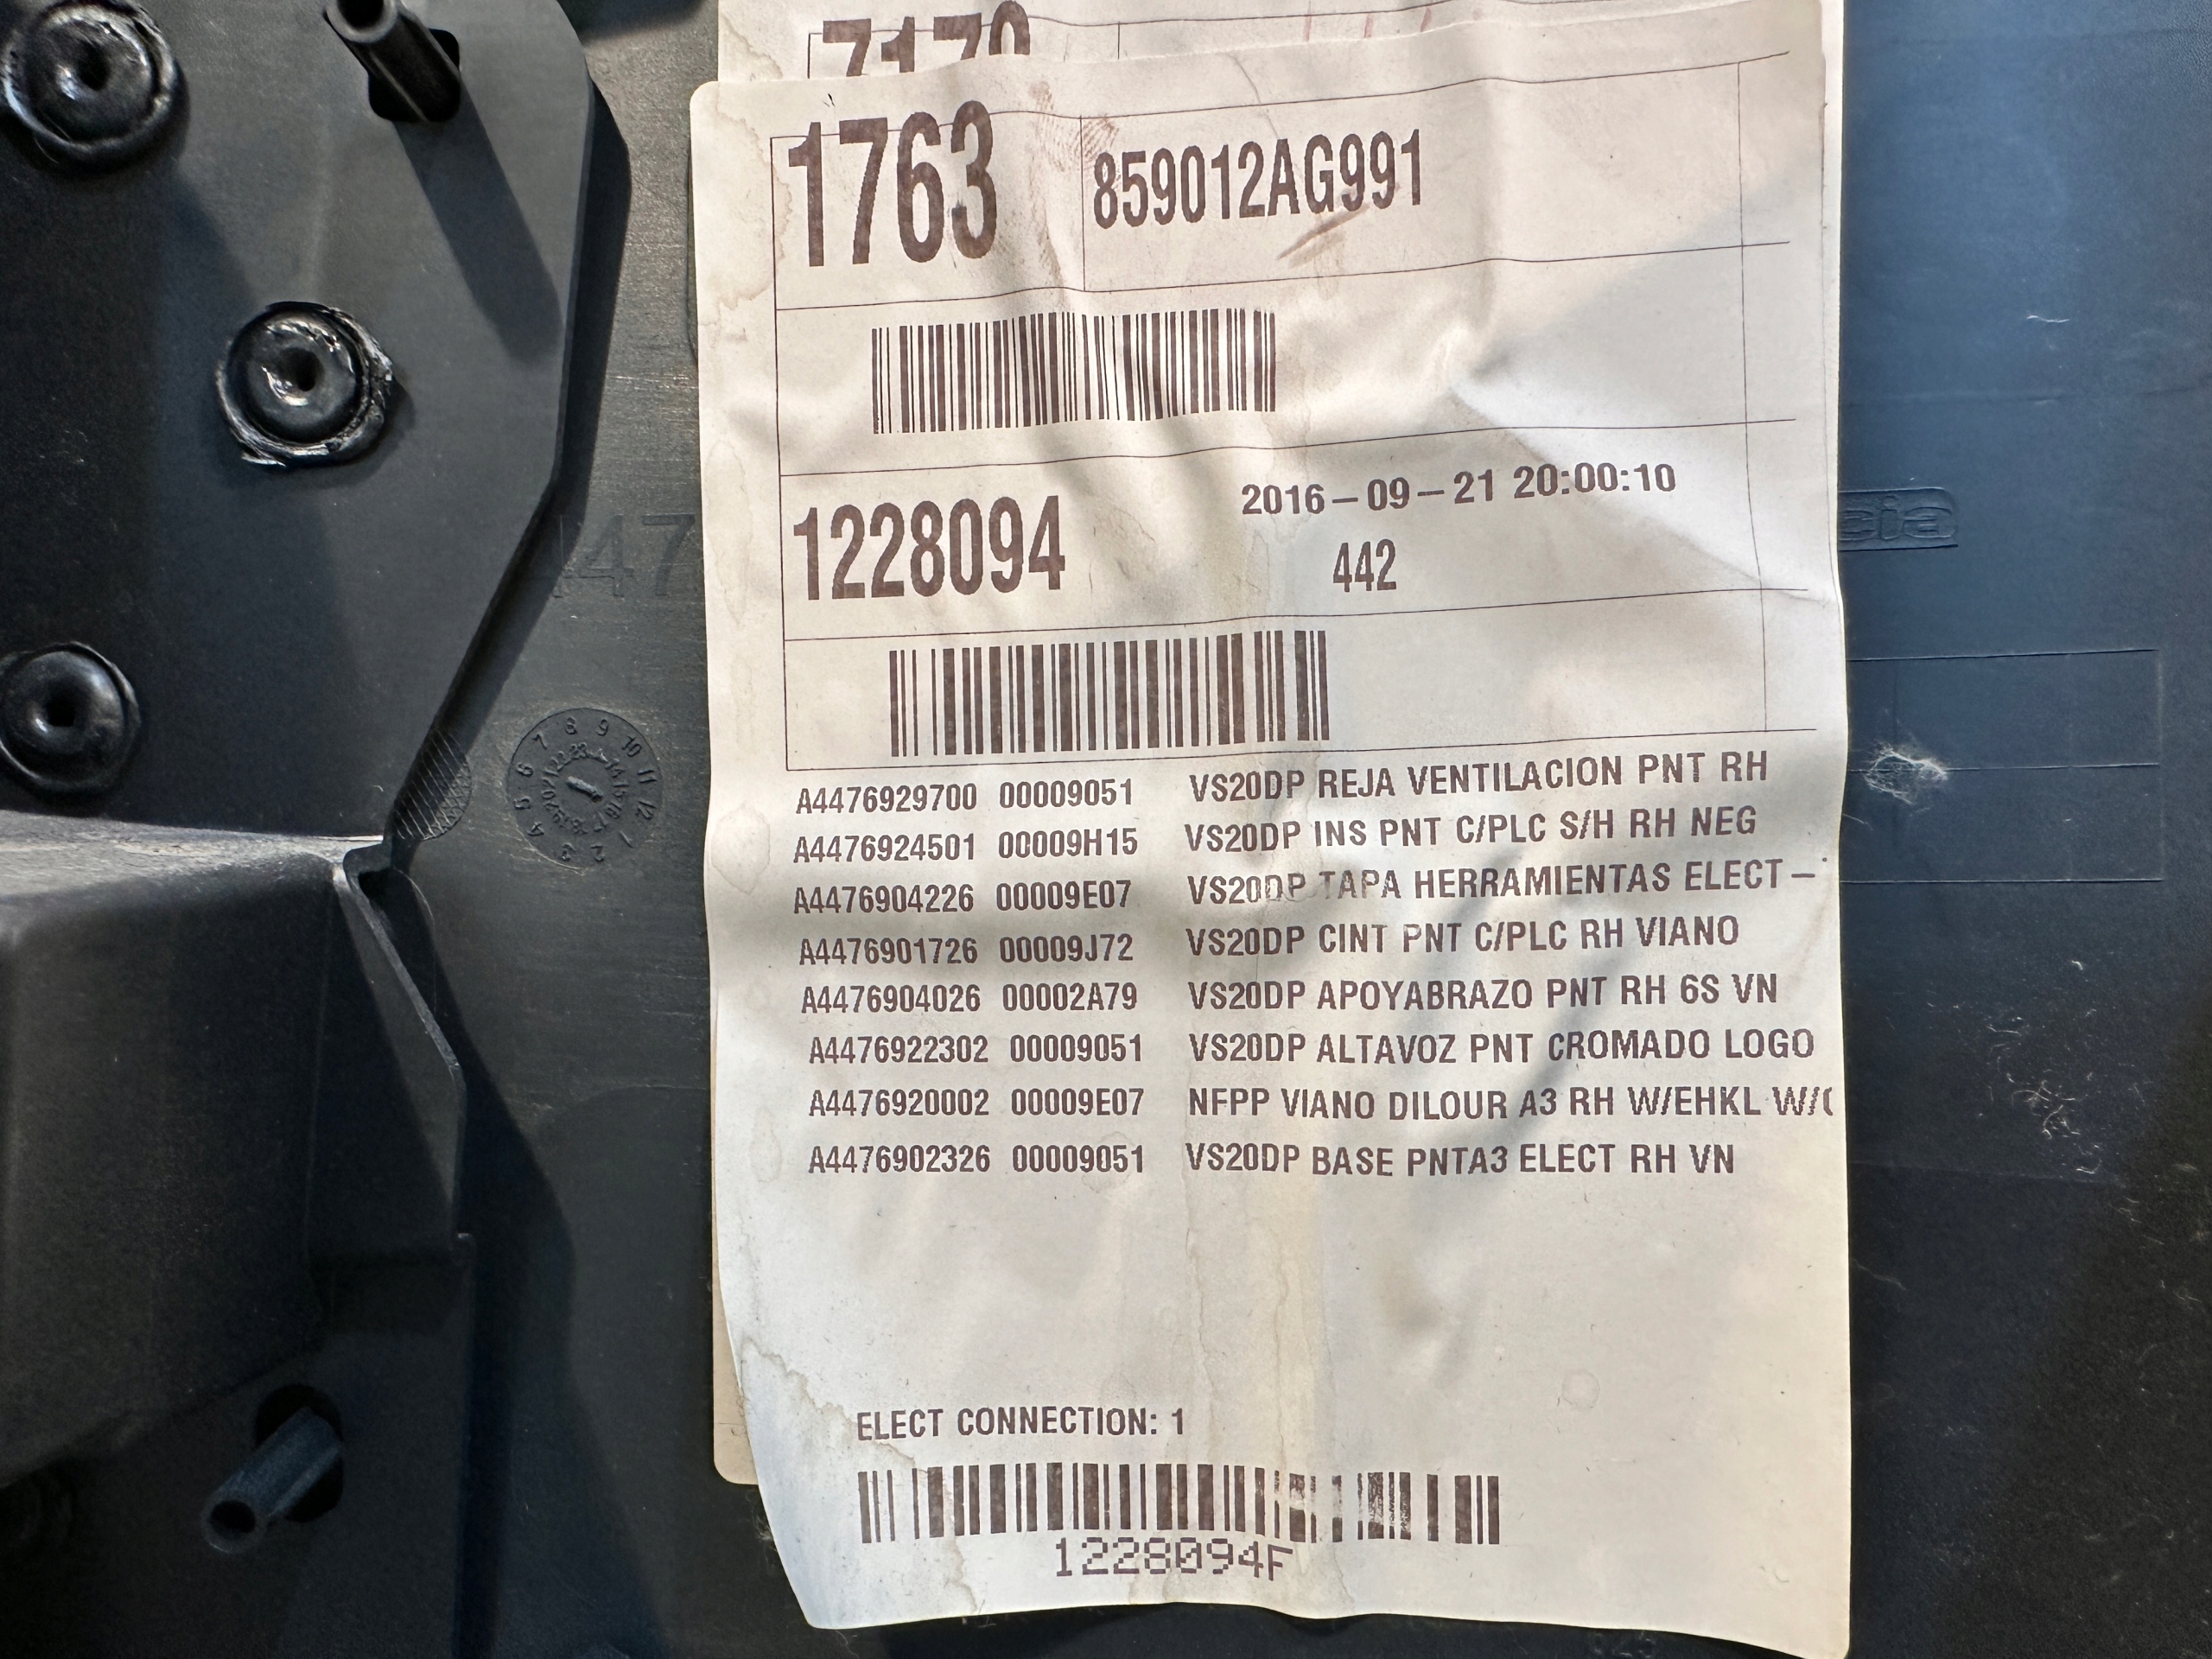 1763 859012AG991
1228094 2016-09-21 20:00:10
442
A4476929700 00009051 VS20DP REJA VENTILACION PNT RH
A4476924501 00009H15 VS20DP INS PNT C/PLC S/H RH NEG
A4476904226 00009E07 VS20DP TAPA HERRAMIENTAS ELECT-
A4476901726 00009J72 VS20DP CINT PNT C/PLC RH VIANO
A4476904026 00002A79 VS20DP APOYABRAZO PNT RH 6S VN
A4476922302 00009051 VS20DP ALTAVOZ PNT CROMADO LOGO
A4476920002 00009E07 NFPP VIANO DILOUR A3 RH W/EHKL
A4476902326 00009051 VS20DP BASE PNTA3 ELECT RH VN
ELECT CONNECTION: 1
1228094F